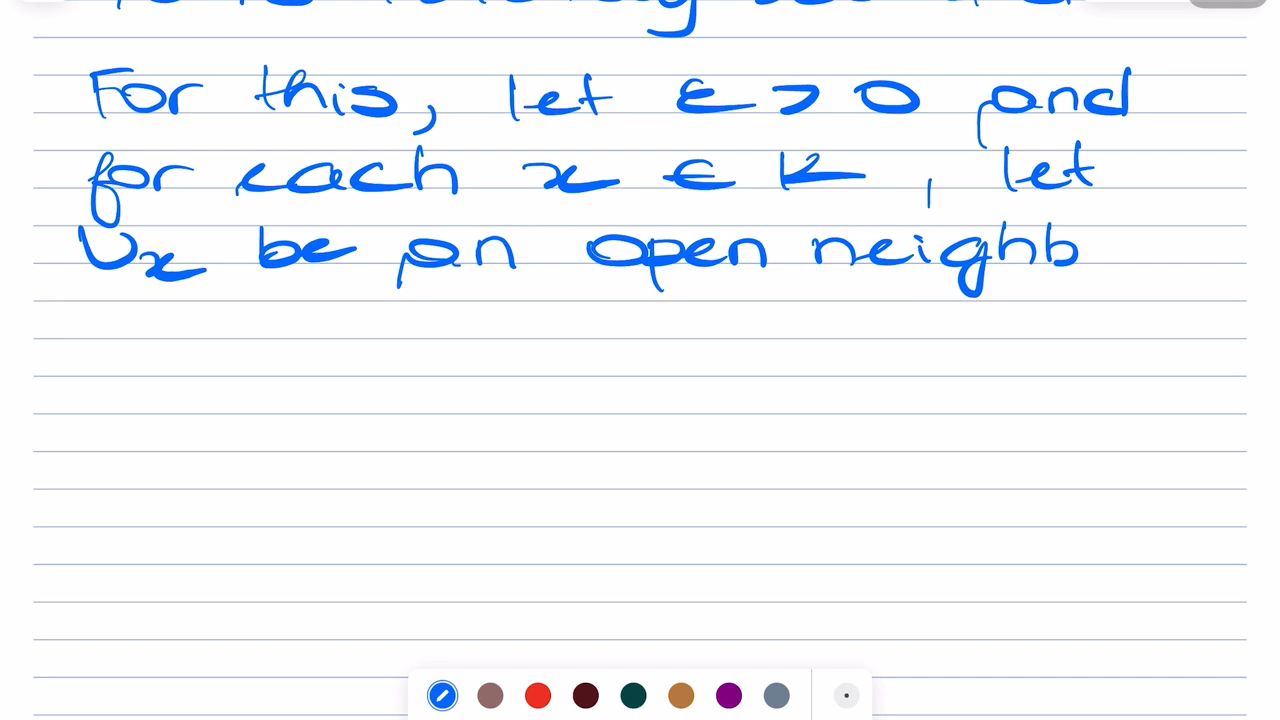 For this, let ε > 0 and
for each x ∈ K, let
Ux be an open neighb